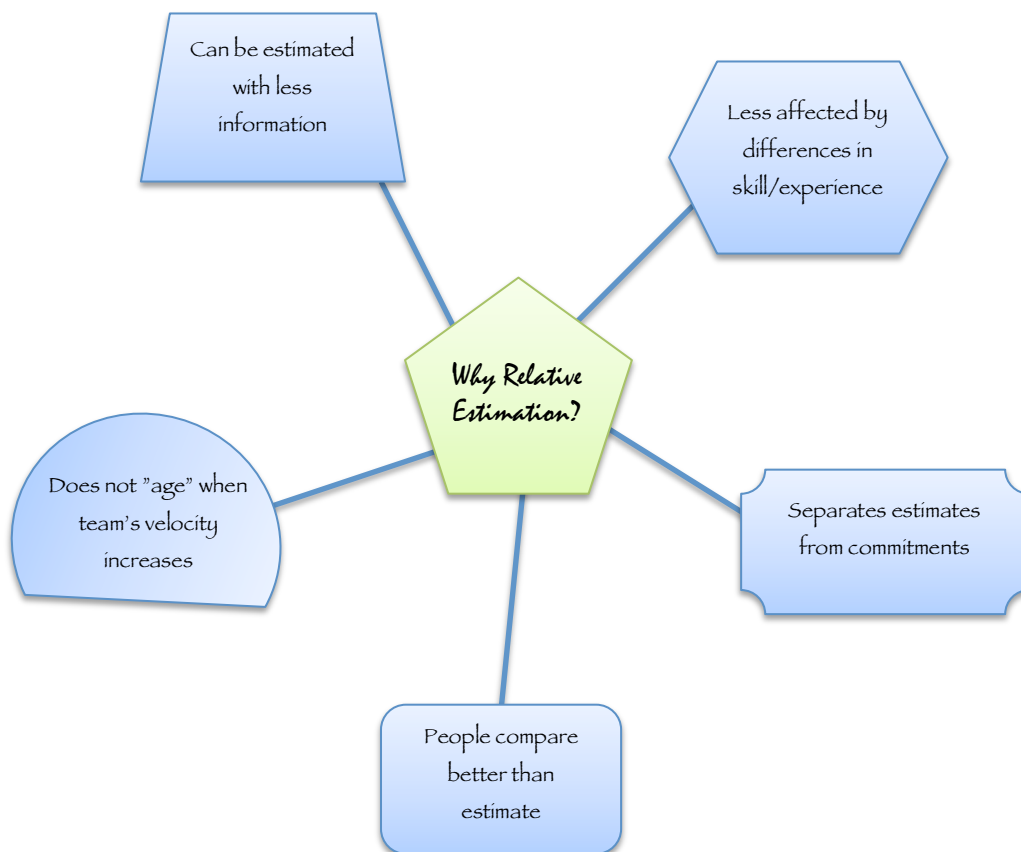 Can be estimated
with less
information
Less affected by
differences in
skill/experience
Why Relative
Estimation?
Does not ”age” when
team’s velocity
increases
Separates estimates
from commitments
People compare
better than
estimate